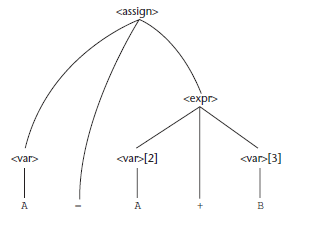 <assign>
<expr>
<var> <var>[2] <var>[3]
A = A + B